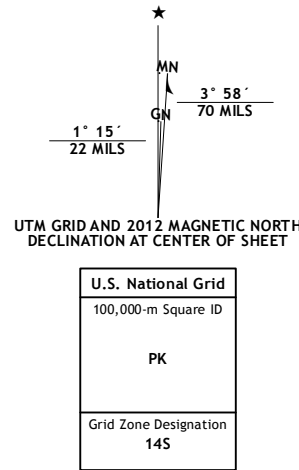 ★
MN
3° 58´
70 MILS
GN
1° 15´
22 MILS
UTM GRID AND 2012 MAGNETIC NORTH
DECLINATION AT CENTER OF SHEET
U.S. National Grid
100,000-m Square ID
PK
Grid Zone Designation
14S